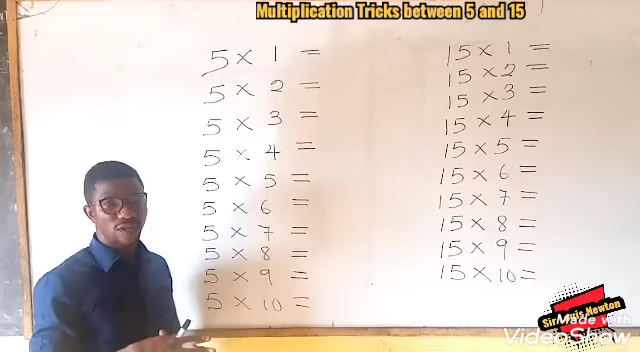 Multiplication Tricks between 5 and 15
5 × 1 =
5 × 2 =
5 × 3 =
5 × 4 =
5 × 5 =
5 × 6 =
5 × 7 =
5 × 8 =
5 × 9 =
5 × 10 =
15 × 1 =
15 × 2 =
15 × 3 =
15 × 4 =
15 × 5 =
15 × 6 =
15 × 7 =
15 × 8 =
15 × 9 =
15 × 10 =
Newton
Made with
VideoShow